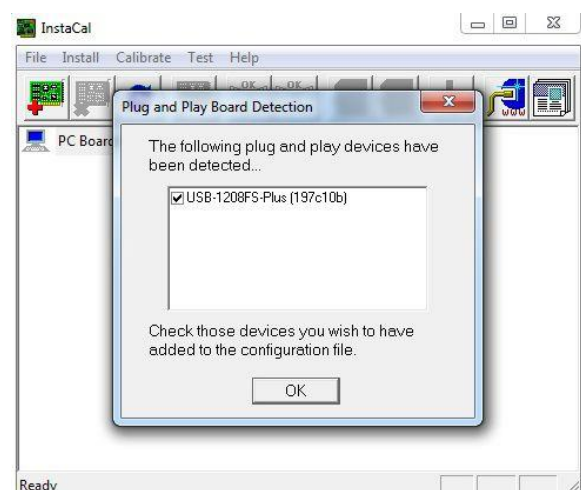 InstaCal
File Install Calibrate Test Help
OK OK
Plug and Play Board Detection
PC Board
The following plug and play devices have
been detected...
USB-1208FS-Plus (197c10b)
Check those devices you wish to have
added to the configuration file.
OK
Ready